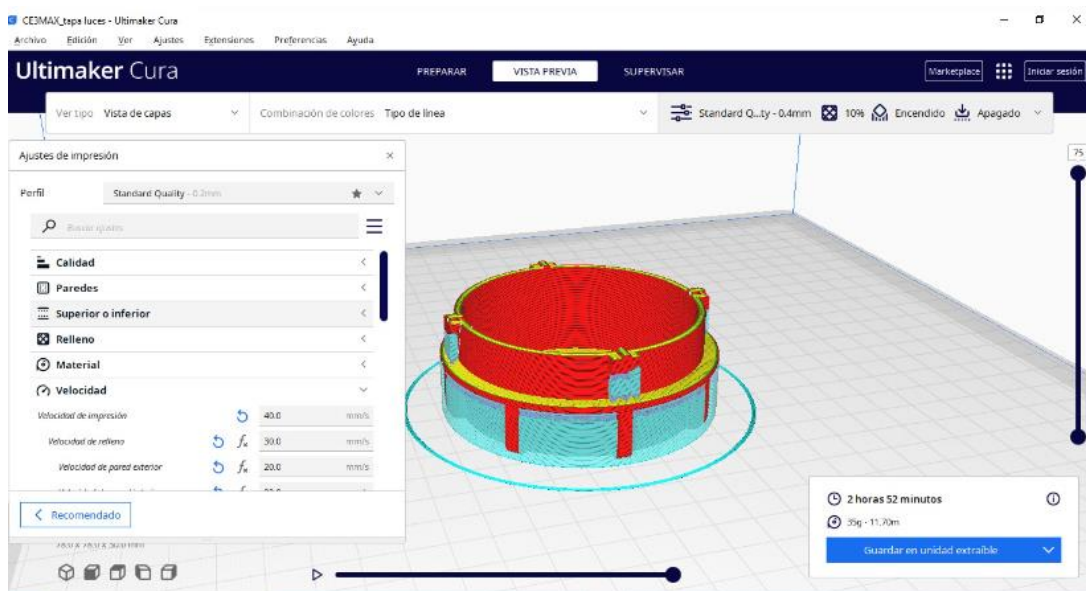 CE3MAX_tapa luces - Ultimaker Cura
Archivo Edición Ver Ajustes Extensiones Preferencias Ayuda
Ultimaker Cura PREPARAR VISTA PREVIA SUPERVISAR Marketplace Iniciar sesión
Ver tipo Vista de capas Combinación de colores Tipo de línea Standard Q...ty - 0.4mm 10% Encendido Apagado
Ajustes de impresión
75
Perfil Standard Quality - 0.2mm
Buscar ajustes
Calidad
Paredes
Superior o inferior
Relleno
Material
Velocidad
Velocidad de impresión 40.0 mm/s
Velocidad de relleno fx 30.0 mm/s
Velocidad de pared exterior fx 20.0 mm/s
Recomendado
2 horas 52 minutos
35g · 11.70m
Guardar en unidad extraíble